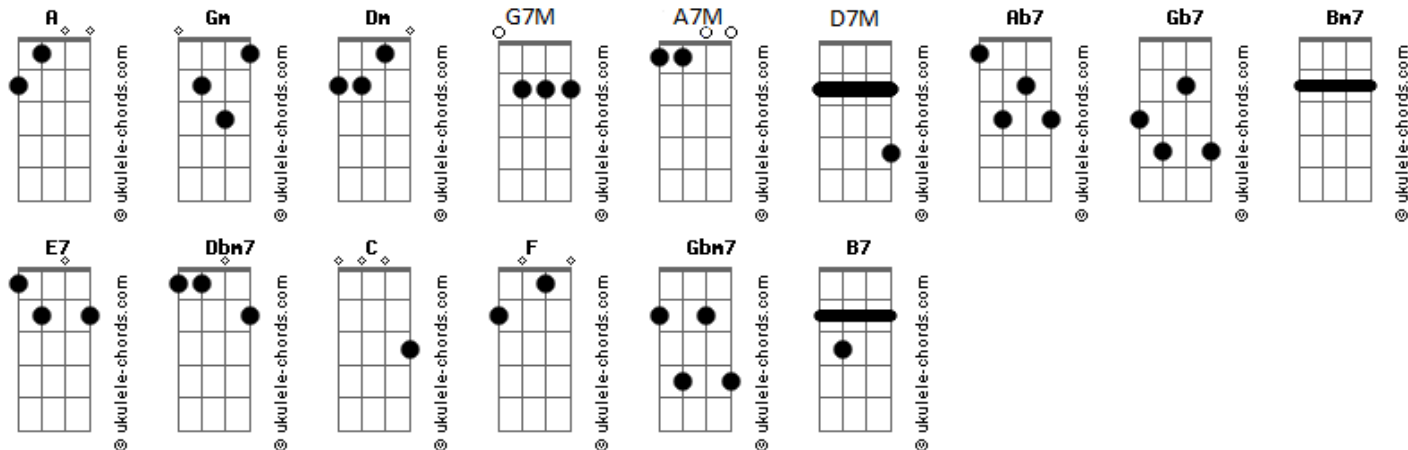 A Gm Dm G7M A7M D7M Ab7 Gb7 Bm7
© ukulele-chords.com © ukulele-chords.com © ukulele-chords.com © ukulele-chords.com © ukulele-chords.com © ukulele-chords.com © ukulele-chords.com © ukulele-chords.com © ukulele-chords.com
E7 Dbm7 C F Gbm7 B7
© ukulele-chords.com © ukulele-chords.com © ukulele-chords.com © ukulele-chords.com © ukulele-chords.com © ukulele-chords.com